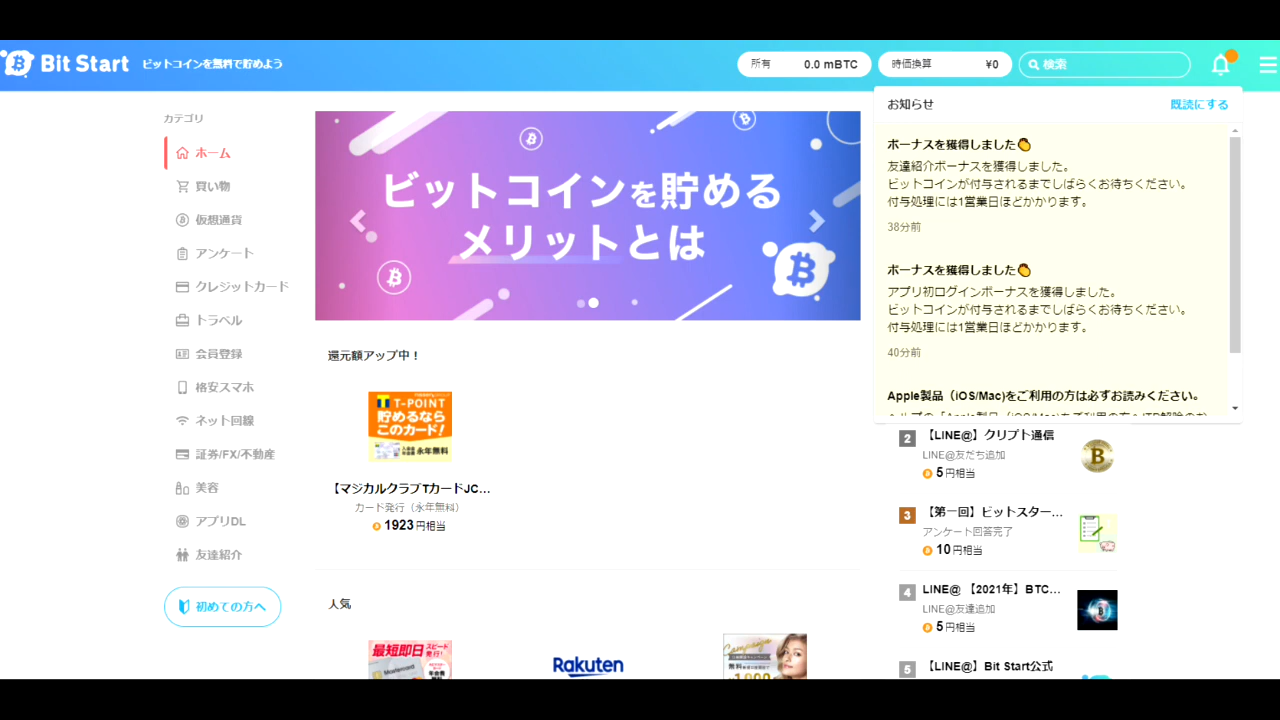 Bit Start ビットコインを無料で貯めよう
所有 0.0 mBTC
時価換算 ¥0
検索
お知らせ 既読にする
ボーナスを獲得しました
友達紹介ボーナスを獲得しました。
ビットコインが付与されるまでしばらくお待ちください。
付与処理には1営業日ほどかかります。
38分前
ボーナスを獲得しました
アプリ初ログインボーナスを獲得しました。
ビットコインが付与されるまでしばらくお待ちください。
付与処理には1営業日ほどかかります。
40分前
Apple製品（iOS/Mac)をご利用の方は必ずお読みください。
カテゴリ
ホーム
買い物
仮想通貨
アンケート
クレジットカード
トラベル
会員登録
格安スマホ
ネット回線
証券/FX/不動産
美容
アプリDL
友達紹介
初めての方へ
ビットコインを貯める
メリットとは
還元額アップ中！
T-POINT
貯めるなら
このカード!
永年無料
【マジカルクラブTカードJC...
カード発行（永年無料）
1923円相当
人気
最短即日 スピード発行!
Rakuten
Campaign
2
【LINE@】クリプト通信
LINE@友だち追加
5円相当
3
【第一回】ビットスター...
アンケート回答完了
10円相当
4
LINE@ 【2021年】BTC...
LINE@友達追加
5円相当
5
【LINE@】Bit Start公式